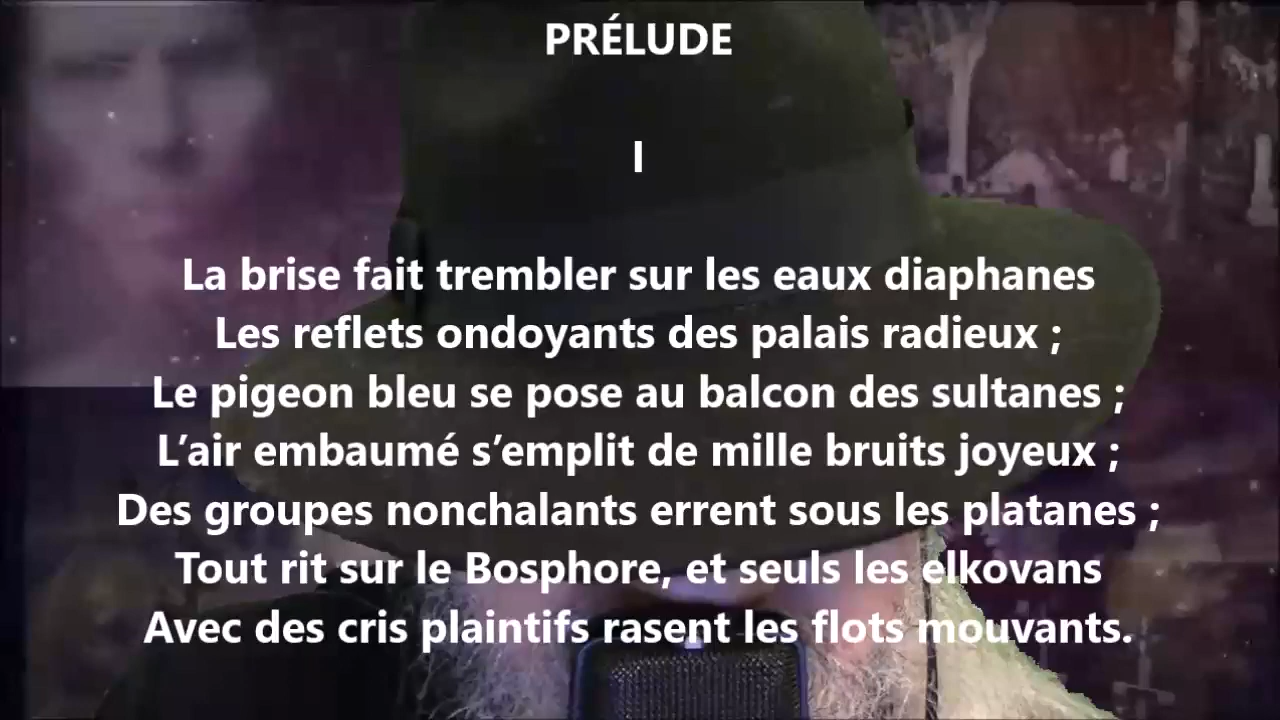 PRÉLUDE
I
La brise fait trembler sur les eaux diaphanes
Les reflets ondoyants des palais radieux ;
Le pigeon bleu se pose au balcon des sultanes ;
L’air embaumé s’emplit de mille bruits joyeux ;
Des groupes nonchalants errent sous les platanes ;
Tout rit sur le Bosphore, et seuls les elkovans
Avec des cris plaintifs rasent les flots mouvants.